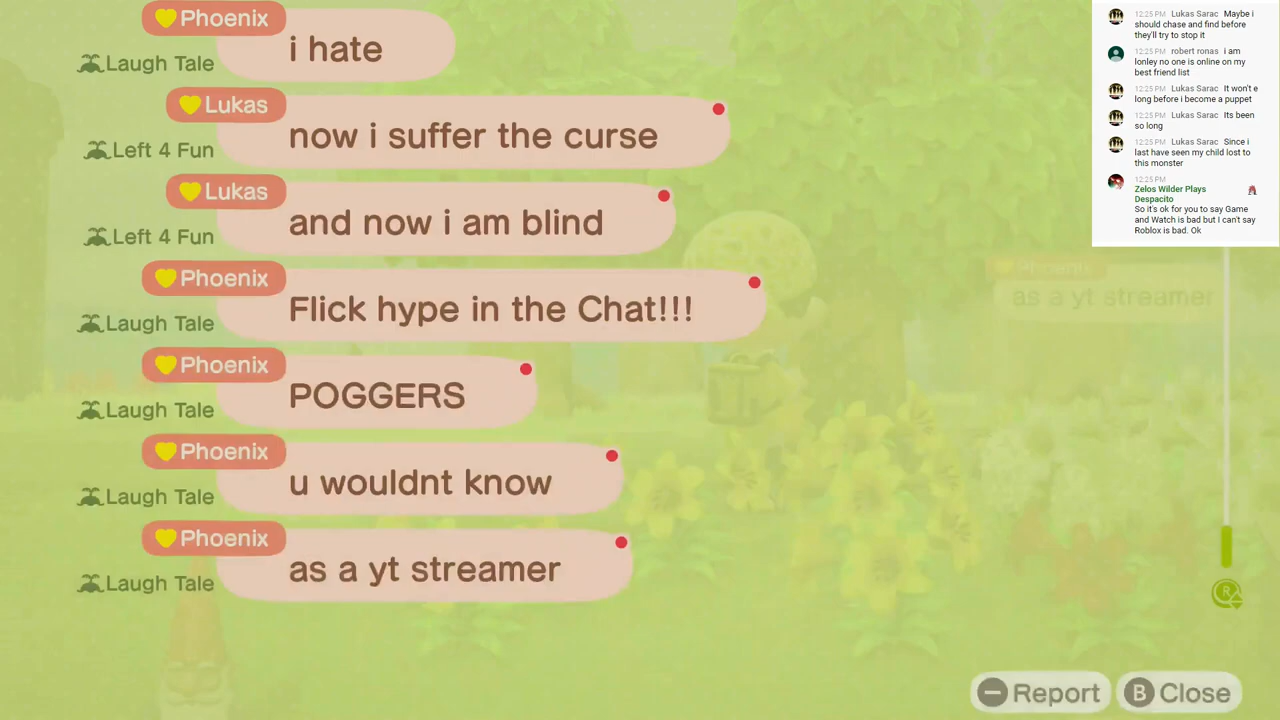 Phoenix
i hate
Laugh Tale
Lukas
now i suffer the curse
Left 4 Fun
Lukas
and now i am blind
Left 4 Fun
Phoenix
Flick hype in the Chat!!!
Laugh Tale
Phoenix
POGGERS
Laugh Tale
Phoenix
u wouldnt know
Laugh Tale
Phoenix
as a yt streamer
Laugh Tale
12:25 PM Lukas Sarac Maybe i
should chase and find before
they'll try to stop it
12:25 PM robert ronas i am
lonley no one is online on my
best friend list
12:25 PM Lukas Sarac It won't e
long before i become a puppet
12:25 PM Lukas Sarac Its been
so long
12:25 PM Lukas Sarac Since i
last have seen my child lost to
this monster
12:25 PM
Zelos Wilder Plays
Despacito
So it's ok for you to say Game
and Watch is bad but I can't say
Roblox is bad. Ok
Phoenix
as a yt streamer
R
Report
B Close